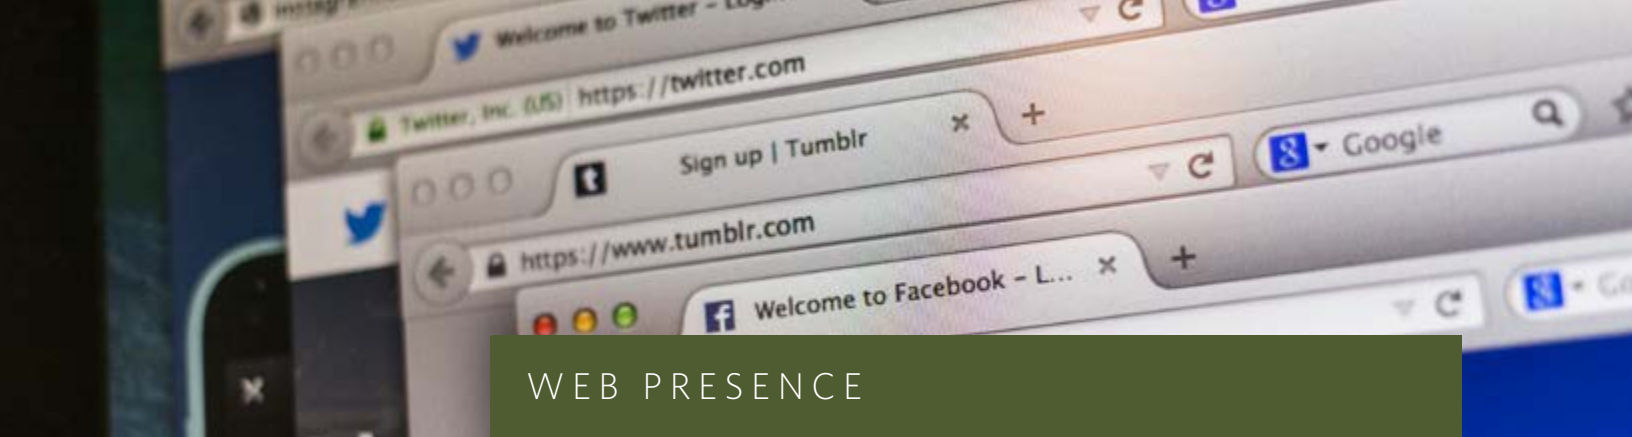 Welcome to Twitter - Login
Twitter, Inc. (US) https://twitter.com
Sign up | Tumblr
Google
https://www.tumblr.com
Welcome to Facebook - L...
WEB PRESENCE